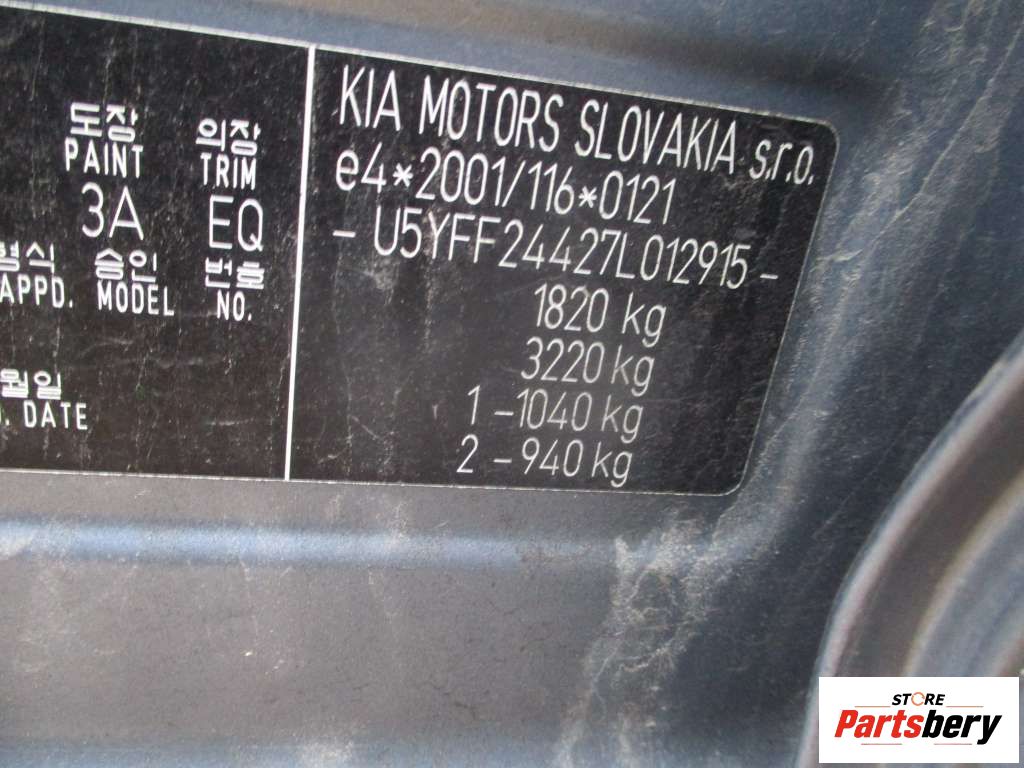 도장 의장
PAINT TRIM
3A EQ
형식 승인 번호
APPD. MODEL NO.
월일
DATE
KIA MOTORS SLOVAKIA s.r.o.
e4*2001/116*0121
- U5YFF24427L012915 -
1820 kg
3220 kg
1 -1040 kg
2 -940 kg
STORE
Partsbery